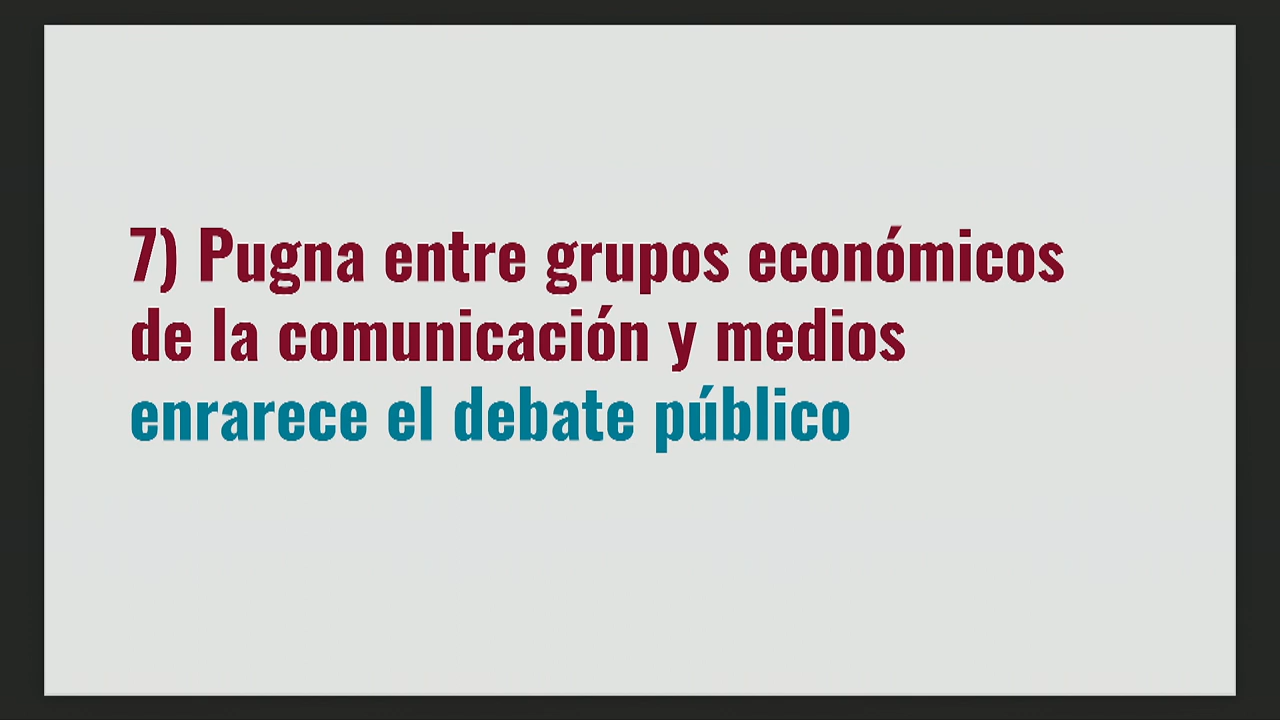 7) Pugna entre grupos económicos
de la comunicación y medios
enrarece el debate público